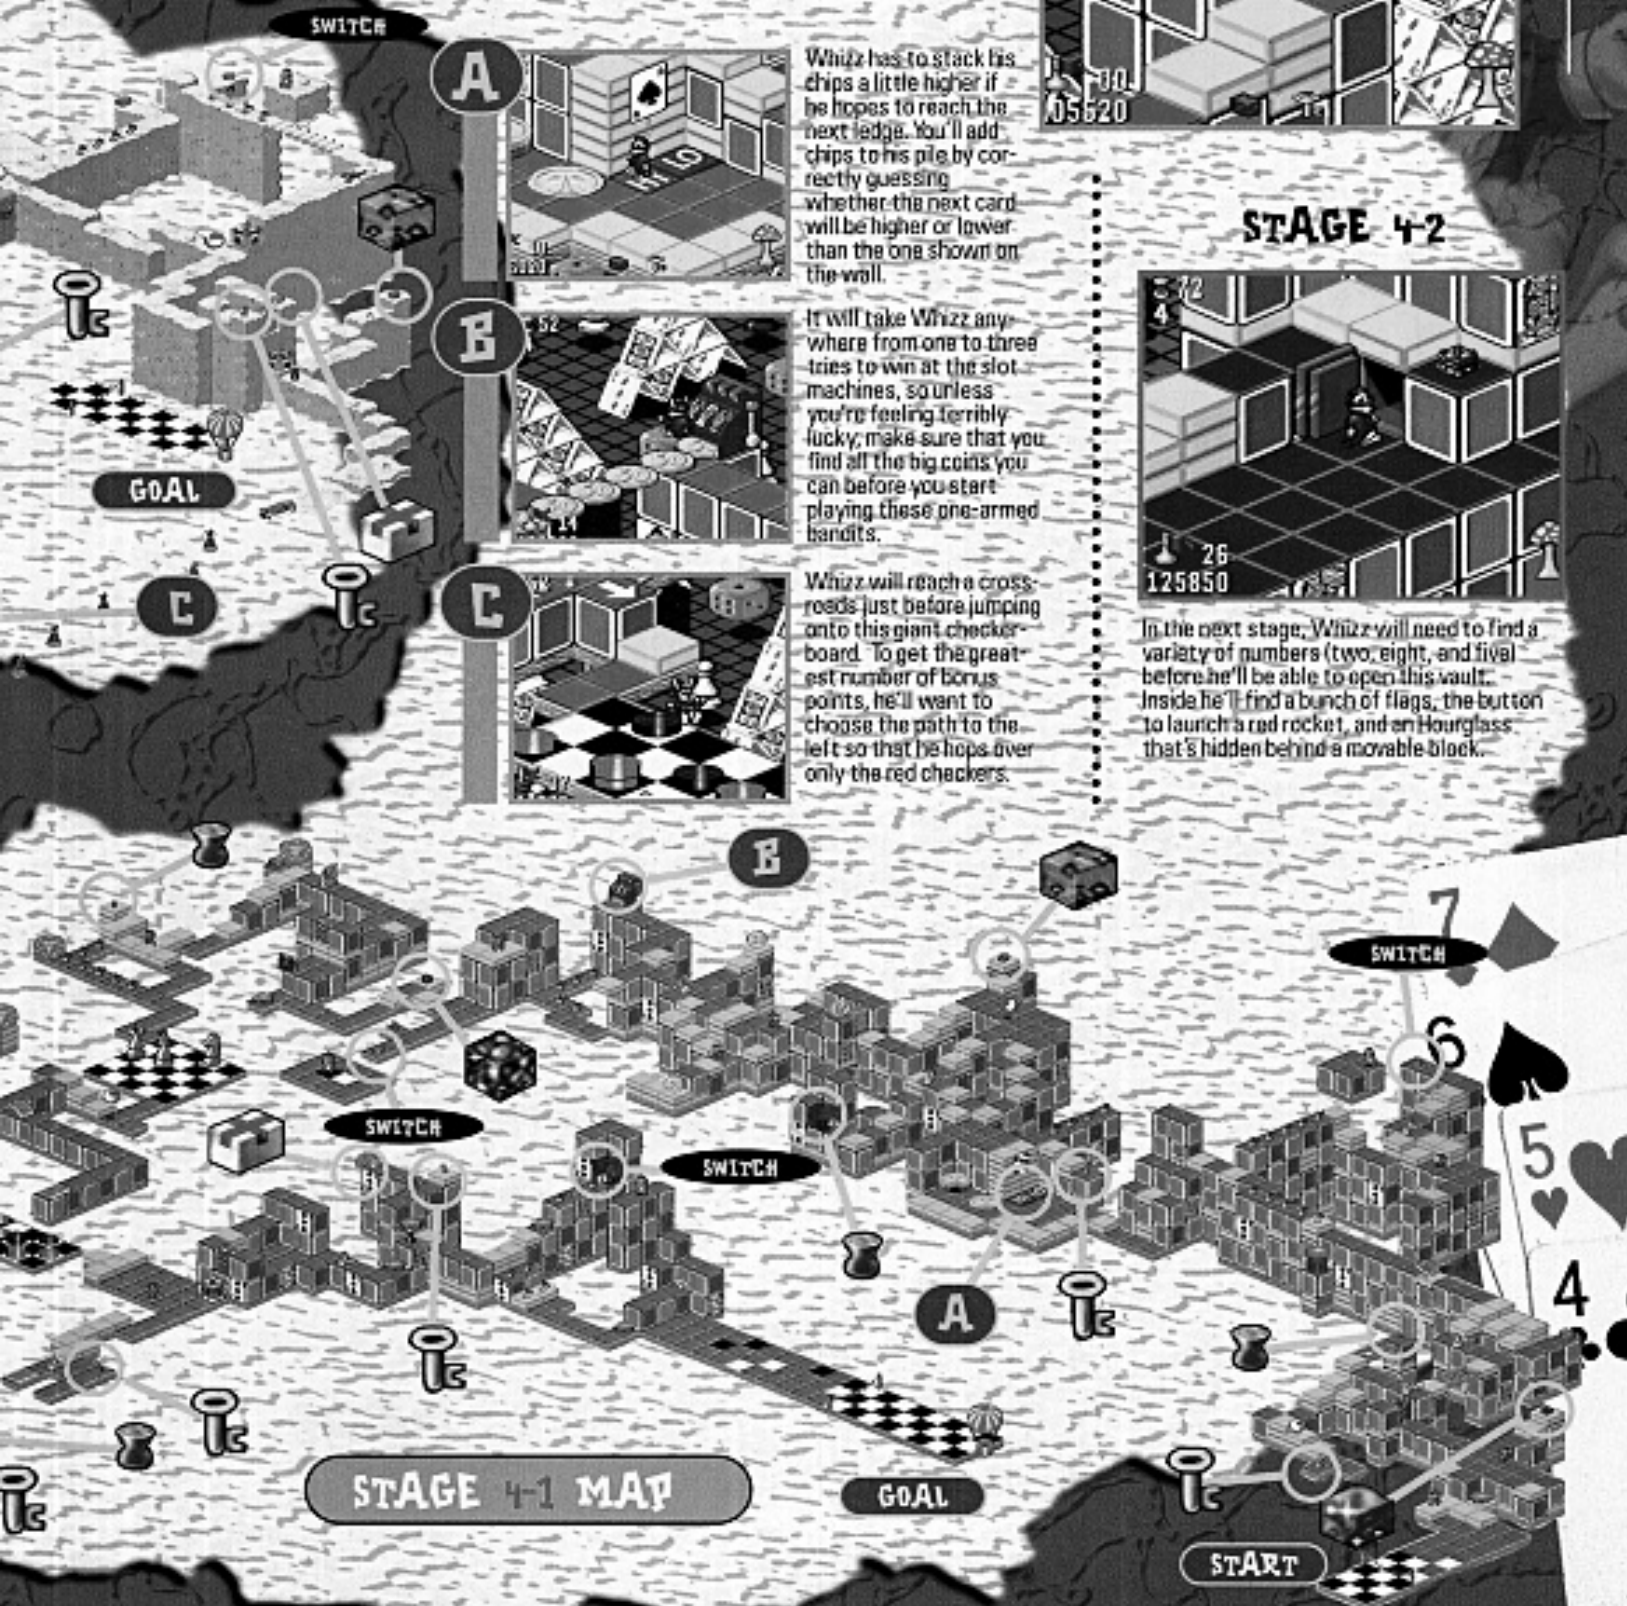 SWITCH
A
Whizz has to stack his
chips a little higher if
he hopes to reach the
next ledge. You'll add
chips to his pile by cor-
rectly guessing
whether the next card
will be higher or lower
than the one shown on
the wall.
HI LO
05620
B
It will take Whizz any-
where from one to three
tries to win at the slot
machines, so unless
you're feeling terribly
lucky, make sure that you
find all the big coins you
can before you start
playing these one-armed
bandits.
52
14
C
Whizz will reach a cross-
roads just before jumping
onto this giant checker-
board. To get the great-
est number of bonus
points, he'll want to
choose the path to the
left so that he hops over
only the red checkers.
STAGE 4-2
72
4
26
125850
In the next stage, Whizz will need to find a
variety of numbers (two, eight, and five)
before he'll be able to open this vault.
Inside he'll find a bunch of flags, the button
to launch a red rocket, and an Hourglass
that's hidden behind a movable block.
GOAL
C
B
SWITCH
7
6
5
4
SWITCH
SWITCH
A
STAGE 4-1 MAP
GOAL
START